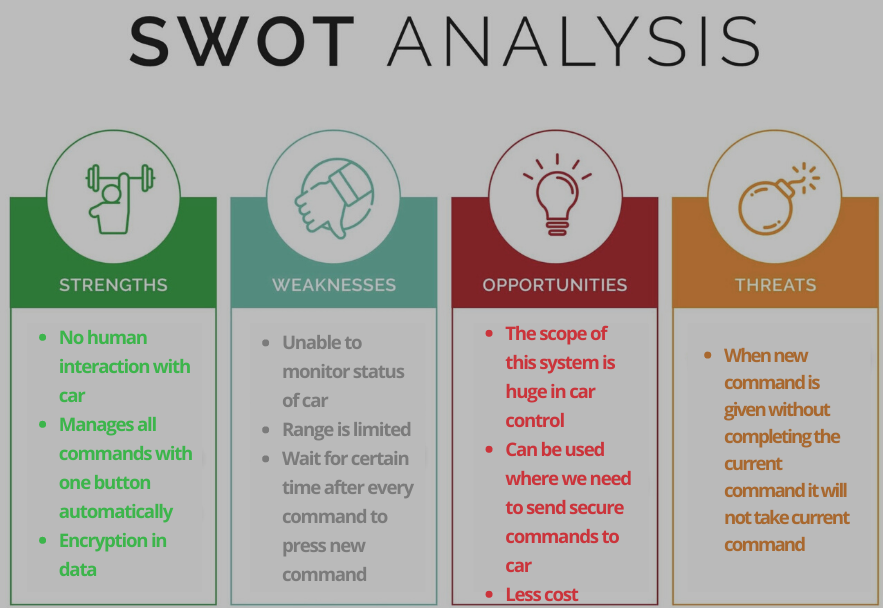 SWOT ANALYSIS
STRENGTHS
• No human
interaction with
car
• Manages all
commands with
one button
automatically
• Encryption in
data
WEAKNESSES
• Unable to
monitor status
of car
• Range is limited
• Wait for certain
time after every
command to
press new
command
OPPORTUNITIES
• The scope of
this system is
huge in car
control
• Can be used
where we need
to send secure
commands to
car
• Less cost
THREATS
• When new
command is
given without
completing the
current
command it will
not take current
command